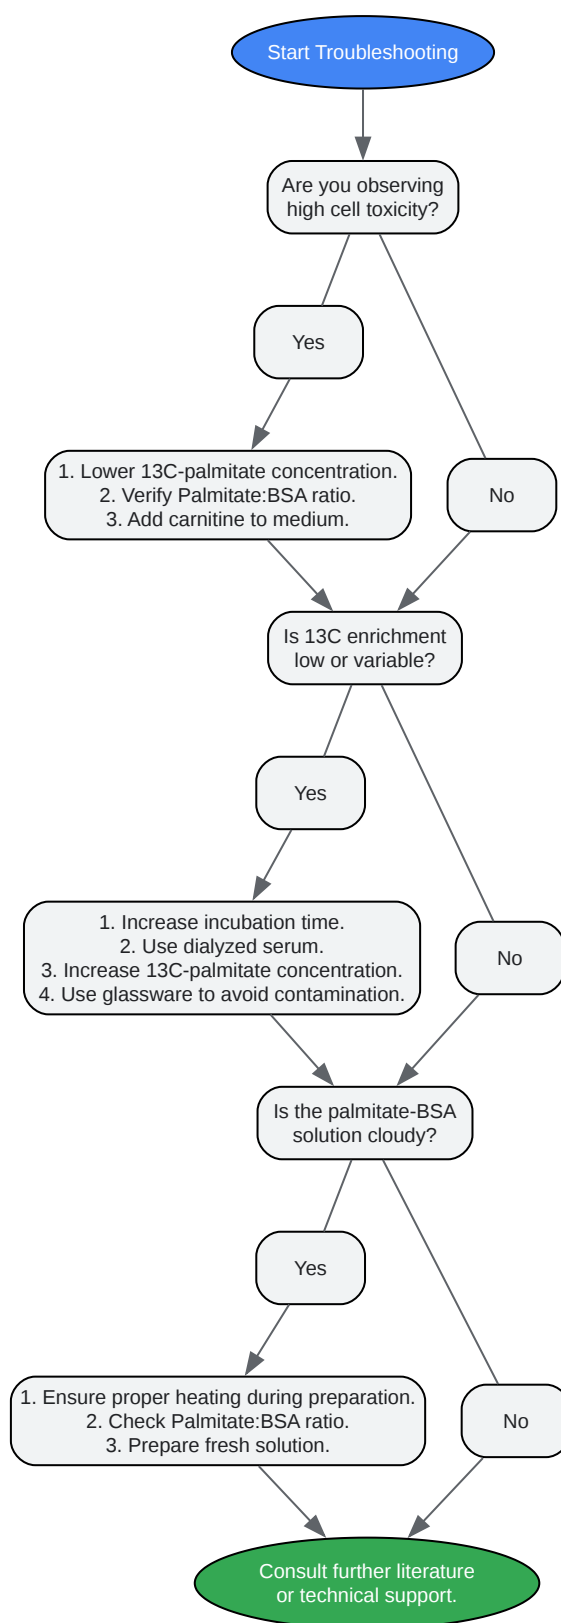 Start Troubleshooting
Are you observing
high cell toxicity?
Yes
1. Lower 13C-palmitate concentration.
2. Verify Palmitate:BSA ratio.
3. Add carnitine to medium.
No
Is 13C enrichment
low or variable?
Yes
1. Increase incubation time.
2. Use dialyzed serum.
3. Increase 13C-palmitate concentration.
4. Use glassware to avoid contamination.
No
Is the palmitate-BSA
solution cloudy?
Yes
1. Ensure proper heating during preparation.
2. Check Palmitate:BSA ratio.
3. Prepare fresh solution.
No
Consult further literature
or technical support.